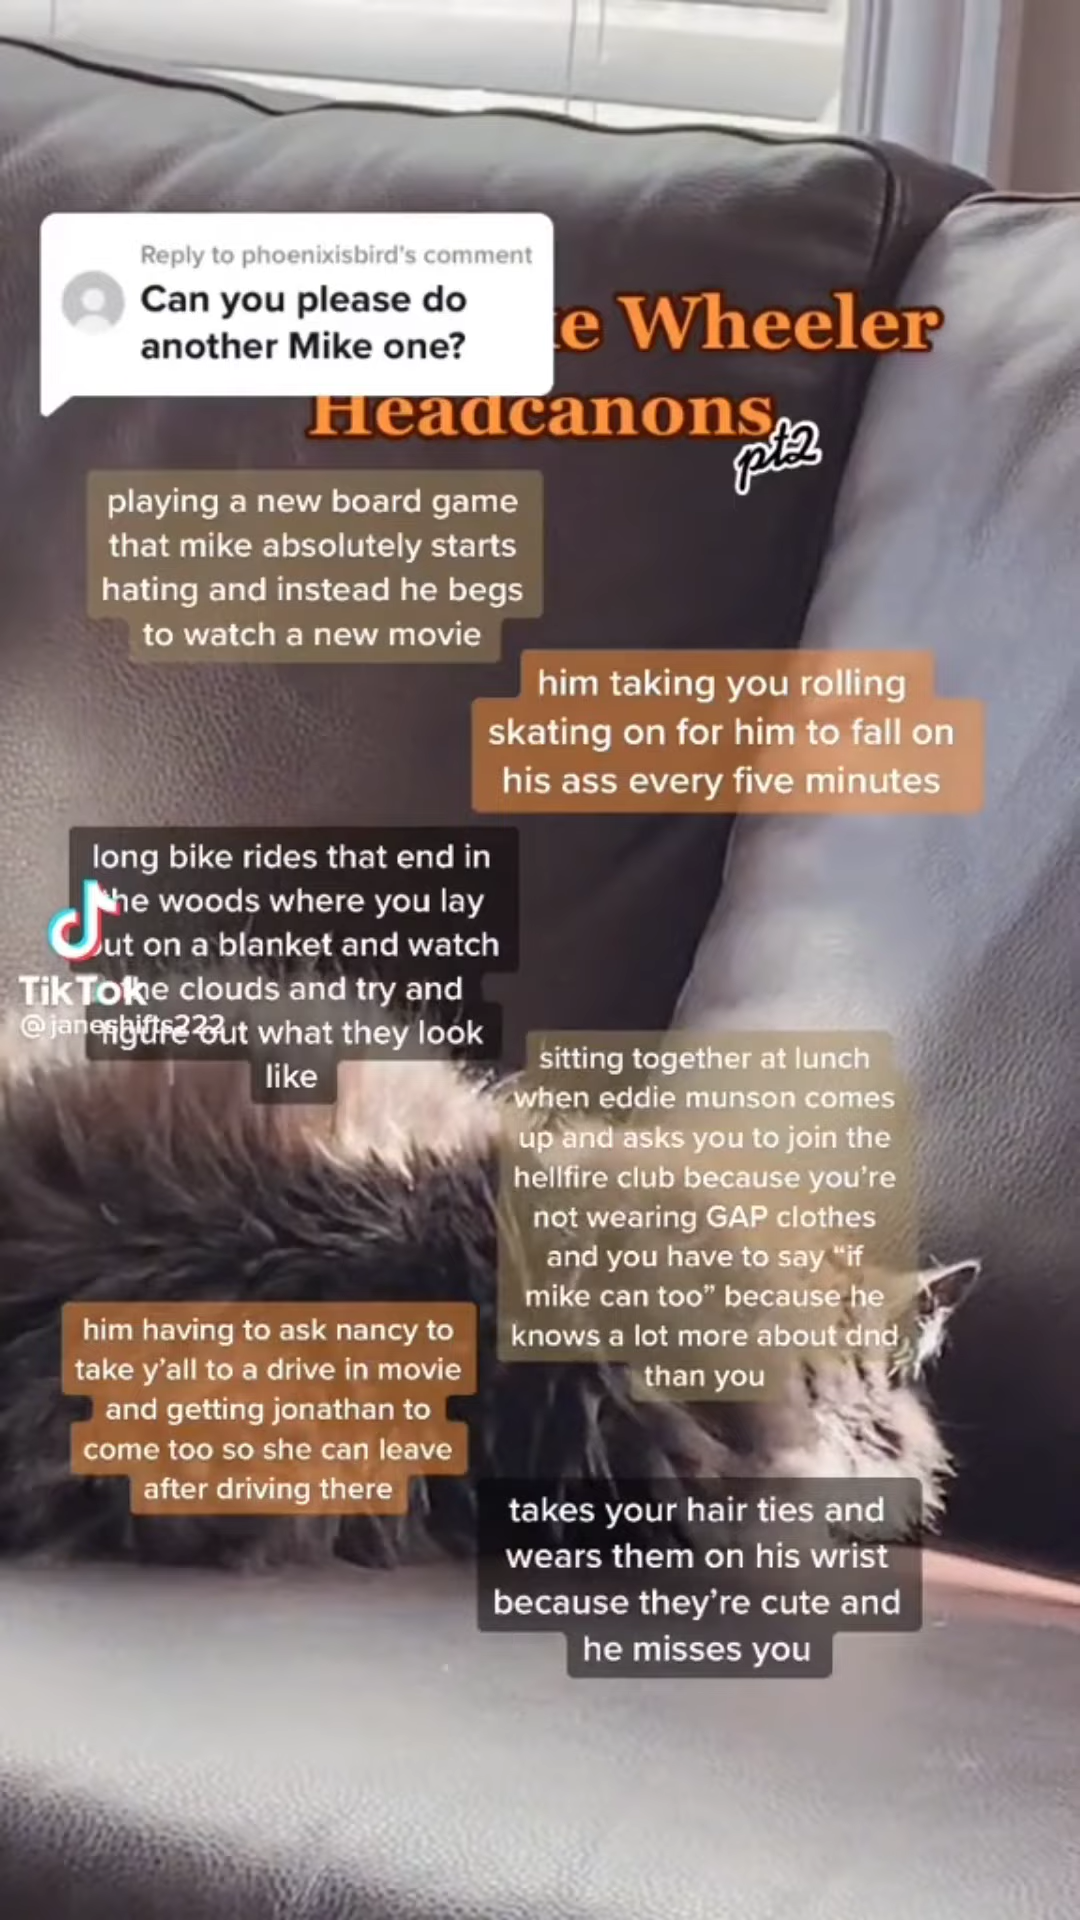 Reply to phoenixisbird's comment
Can you please do
another Mike one?
e Wheeler
Headcanons
pt2
playing a new board game
that mike absolutely starts
hating and instead he begs
to watch a new movie
him taking you rolling
skating on for him to fall on
his ass every five minutes
long bike rides that end in
the woods where you lay
out on a blanket and watch
the clouds and try and
figure out what they look
like
TikTok
@janeshifts222
sitting together at lunch
when eddie munson comes
up and asks you to join the
hellfire club because you're
not wearing GAP clothes
and you have to say “if
mike can too” because he
knows a lot more about dnd
than you
him having to ask nancy to
take y'all to a drive in movie
and getting jonathan to
come too so she can leave
after driving there
takes your hair ties and
wears them on his wrist
because they're cute and
he misses you